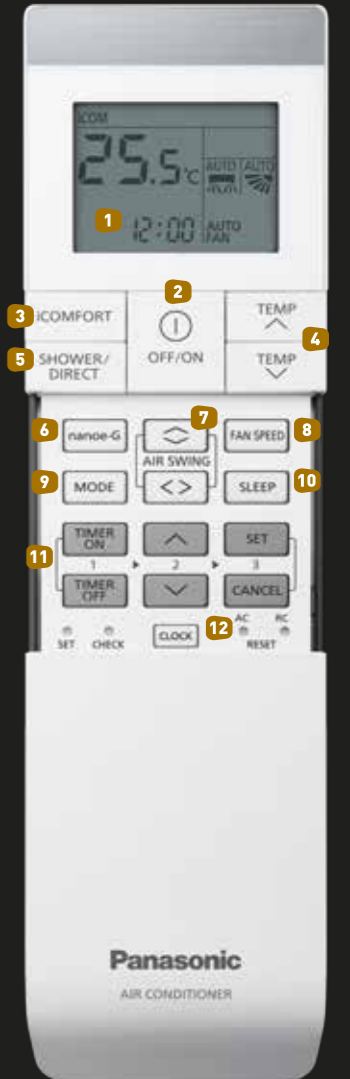 iCOM
25.5°C AUTO AUTO
1 12:00 AUTO FAN
2
3 iCOMFORT OFF/ON TEMP 4
5 SHOWER/DIRECT TEMP
6 nanoe-G 7 FAN SPEED 8
AIR SWING
9 MODE SLEEP 10
11 TIMER ON SET
1 2 3
TIMER OFF CANCEL
SET CHECK CLOCK 12 AC RC
RESET
Panasonic
AIR CONDITIONER